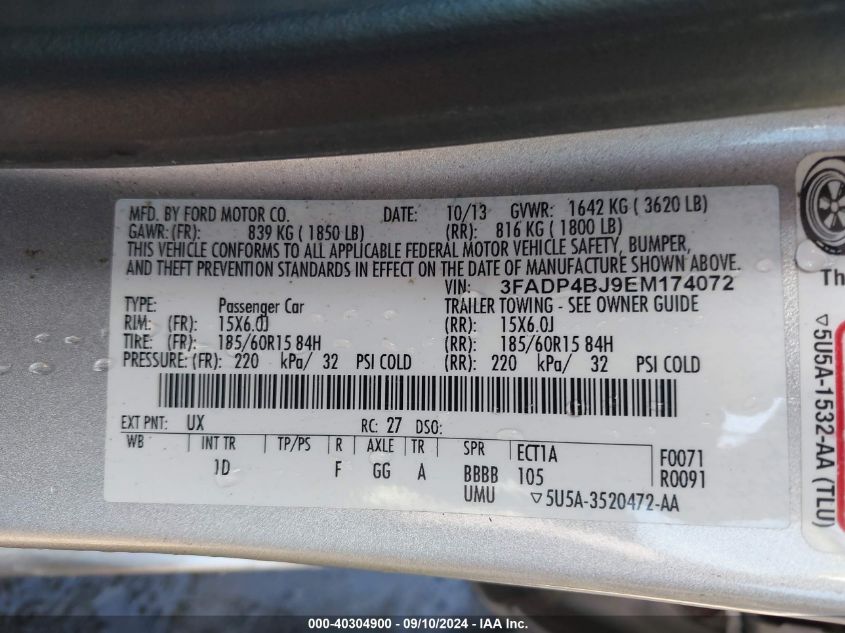 MFD. BY FORD MOTOR CO. DATE: 10/13 GVWR: 1642 KG ( 3620 LB)
GAWR: (FR): 839 KG ( 1850 LB) (RR): 816 KG ( 1800 LB)
THIS VEHICLE CONFORMS TO ALL APPLICABLE FEDERAL MOTOR VEHICLE SAFETY, BUMPER,
AND THEFT PREVENTION STANDARDS IN EFFECT ON THE DATE OF MANUFACTURE SHOWN ABOVE.
VIN: 3FADP4BJ9EM174072
TYPE: Passenger Car TRAILER TOWING - SEE OWNER GUIDE
RIM: (FR): 15X6.0J (RR): 15X6.0J
TIRE: (FR): 185/60R15 84H (RR): 185/60R15 84H
PRESSURE: (FR): 220 kPa/ 32 PSI COLD (RR): 220 kPa/ 32 PSI COLD
EXT PNT: UX RC: 27 DSO:
WB INT TR TP/PS R AXLE TR SPR ECT1A F0071
1D F GG A BBBB 105 R0091
UMU ▽5U5A-3520472-AA
Th
▽5U5A-1532-AA (TLU)
000-40304900 - 09/10/2024 - IAA Inc.